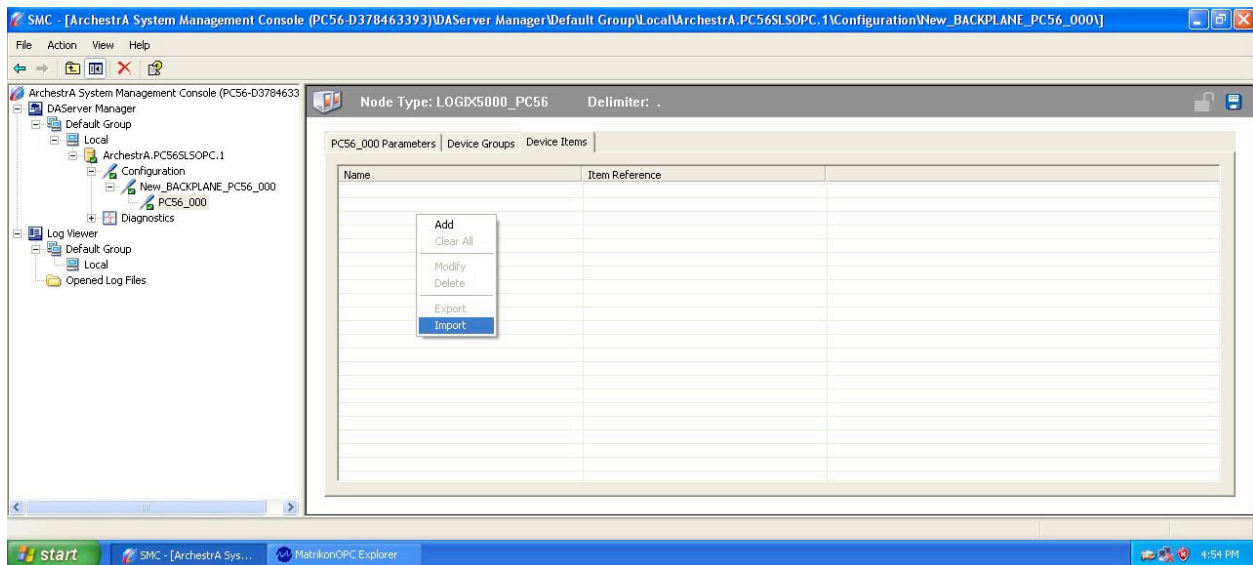 SMC - [ArchestrA System Management Console (PC56-D378463393)\DAServer Manager\Default Group\Local\ArchestrA.PC56SLSOPC.1\Configuration\New_BACKPLANE_PC56_000\]
File Action View Help
ArchestrA System Management Console (PC56-D3784633
DAServer Manager
Default Group
Local
ArchestrA.PC56SLSOPC.1
Configuration
New_BACKPLANE_PC56_000
PC56_000
Diagnostics
Log Viewer
Default Group
Local
Opened Log Files
Node Type: LOGIX5000_PC56 Delimiter: .
PC56_000 Parameters Device Groups Device Items
Name Item Reference
Add
Clear All
Modify
Delete
Export
Import
start SMC - [ArchestrA Sys... MatrikonOPC Explorer 4:54 PM